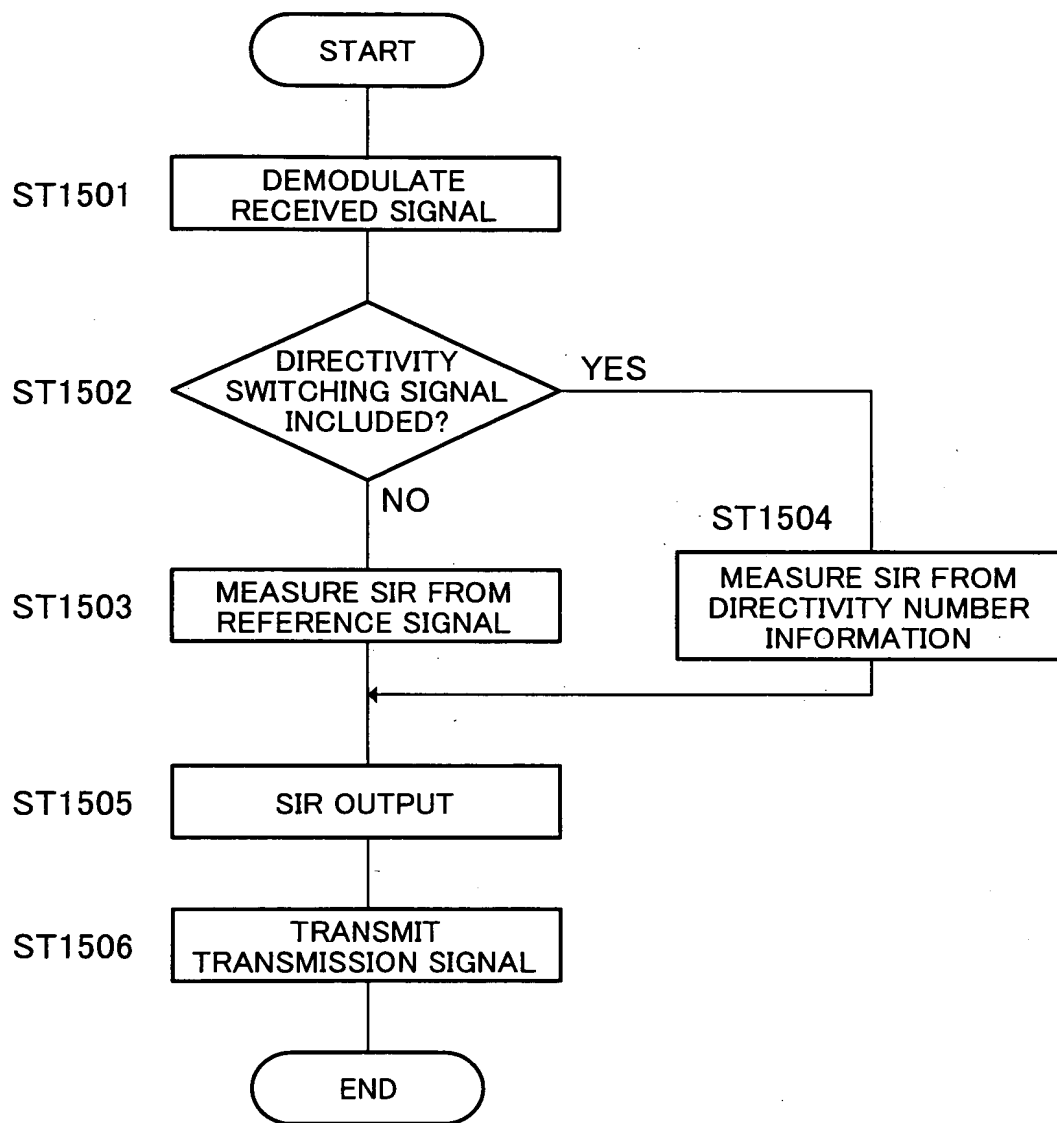 START
ST1501
DEMODULATE
RECEIVED SIGNAL
ST1502
DIRECTIVITY
SWITCHING SIGNAL
INCLUDED?
YES
NO
ST1503
MEASURE SIR FROM
REFERENCE SIGNAL
ST1504
MEASURE SIR FROM
DIRECTIVITY NUMBER
INFORMATION
ST1505
SIR OUTPUT
ST1506
TRANSMIT
TRANSMISSION SIGNAL
END